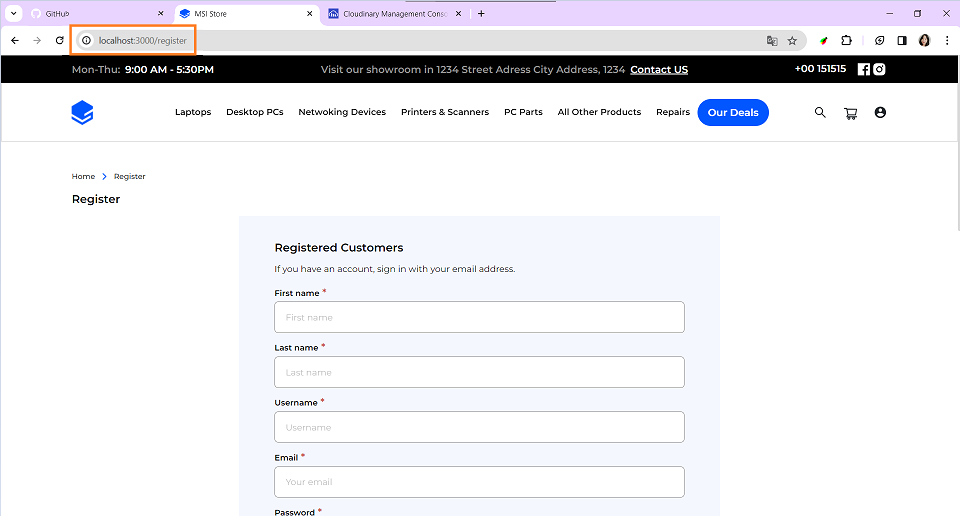 GitHub
MSI Store
Cloudinary Management Conso
localhost:3000/register
Mon-Thu: 9:00 AM - 5:30PM
Visit our showroom in 1234 Street Adress City Address, 1234 Contact US
+00 151515
Laptops
Desktop PCs
Netwoking Devices
Printers & Scanners
PC Parts
All Other Products
Repairs
Our Deals
Home > Register
Register
Registered Customers
If you have an account, sign in with your email address.
First name *
First name
Last name *
Last name
Username *
Username
Email *
Your email
Password *